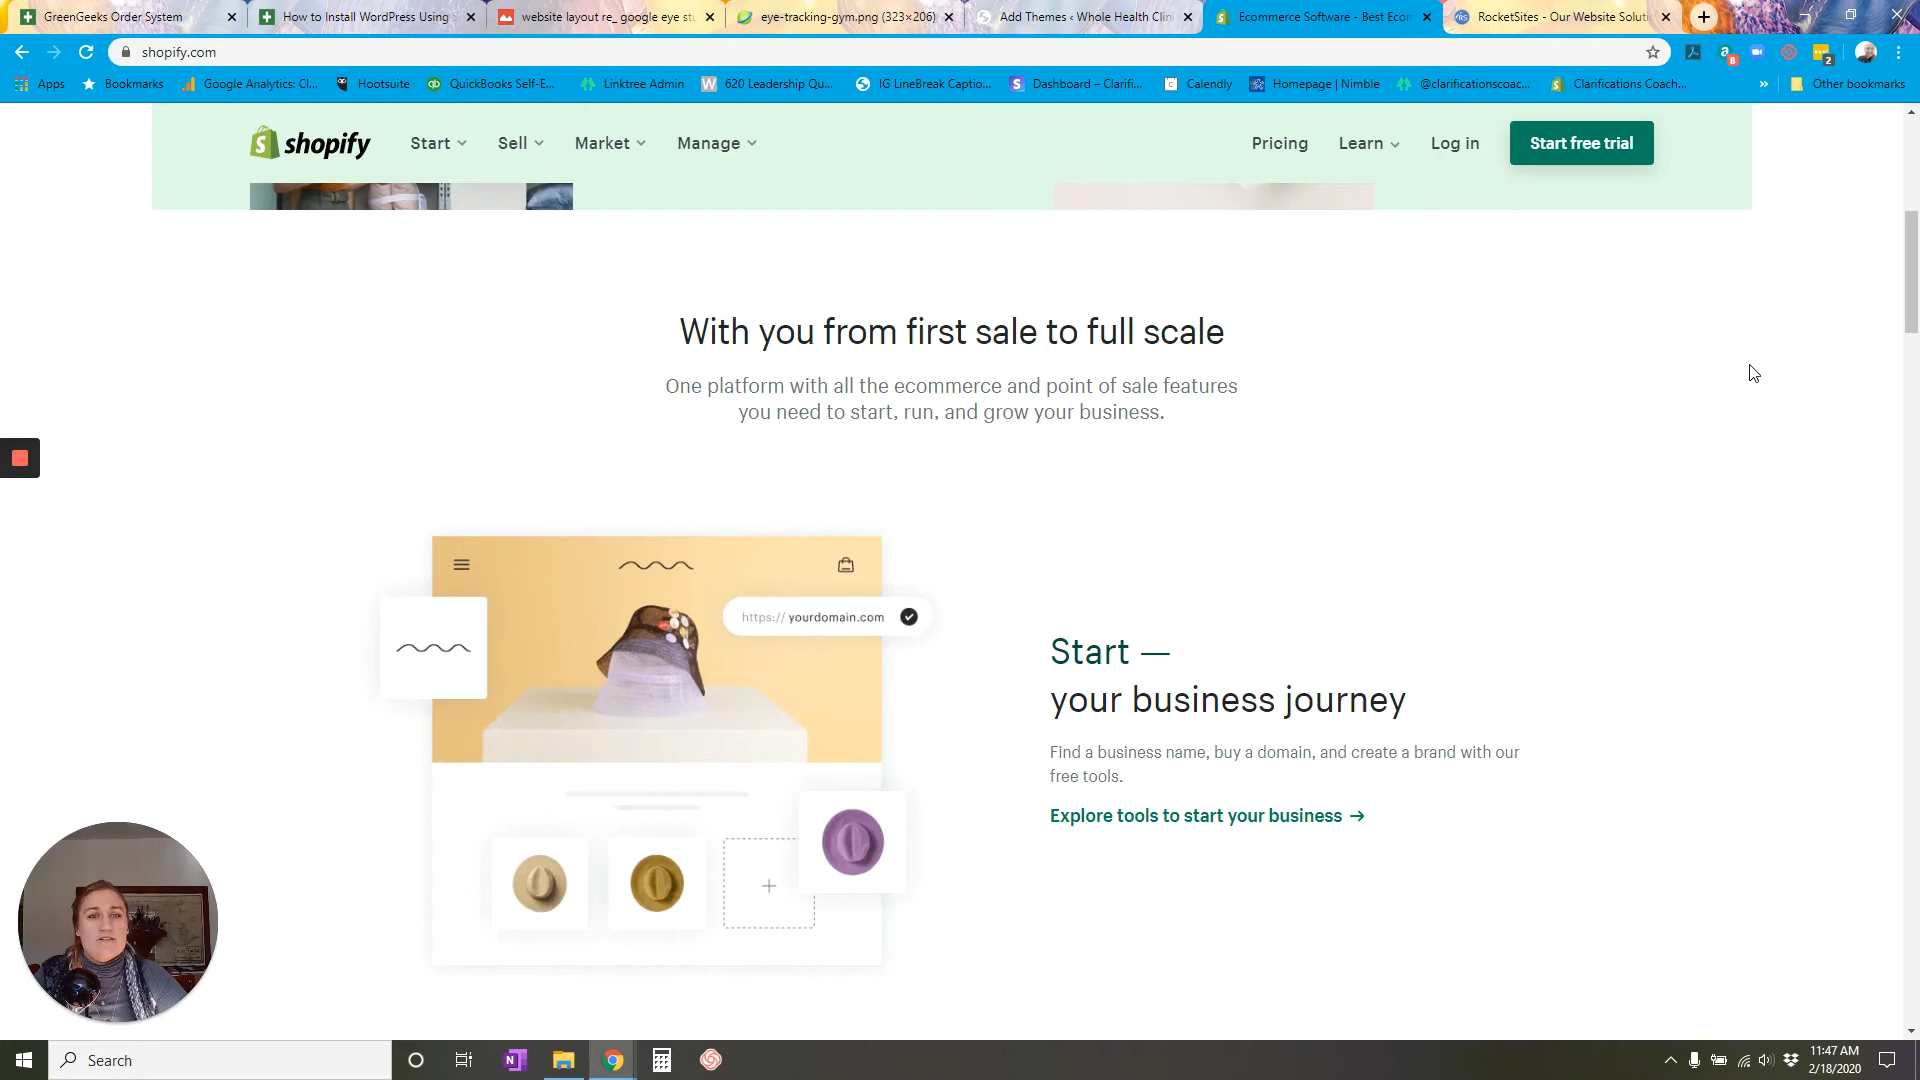 GreenGeeks Order System
How to Install WordPress Using S
website layout re_ google eye stu
eye-tracking-gym.png (323×206)
Add Themes ‹ Whole Health Clini
Ecommerce Software - Best Ecom
RocketSites - Our Website Soluti
shopify.com
8
2
Apps
Bookmarks
Google Analytics: Cl...
Hootsuite
QuickBooks Self-E...
Linktree Admin
620 Leadership Qu...
IG LineBreak Captio...
Dashboard – Clarifi...
Calendly
Homepage | Nimble
@clarificationscoac...
Clarifications Coach...
»
Other bookmarks
shopify
Start
Sell
Market
Manage
Pricing
Learn
Log in
Start free trial
With you from first sale to full scale
One platform with all the ecommerce and point of sale features
you need to start, run, and grow your business.
https:// yourdomain.com
Start —
your business journey
Find a business name, buy a domain, and create a brand with our
free tools.
Explore tools to start your business →
Search
11:47 AM
2/18/2020